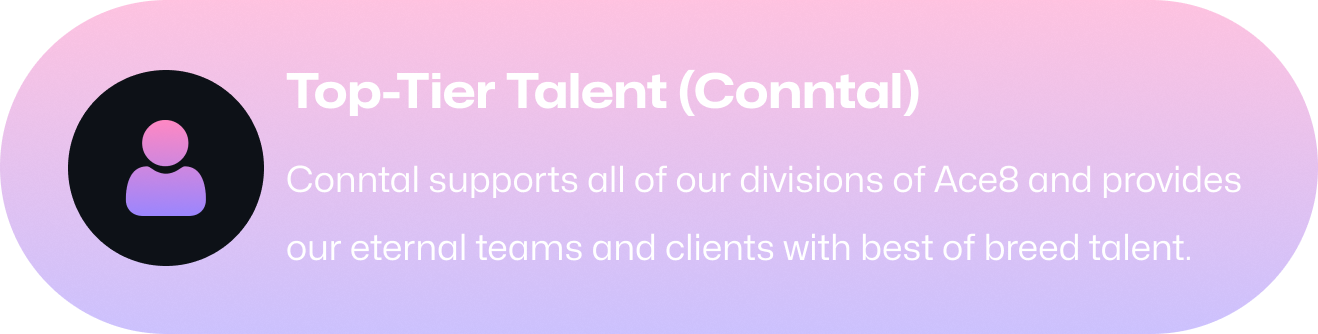 Top-Tier Talent (Conntal)
Conntal supports all of our divisions of Ace8 and provides
our eternal teams and clients with best of breed talent.